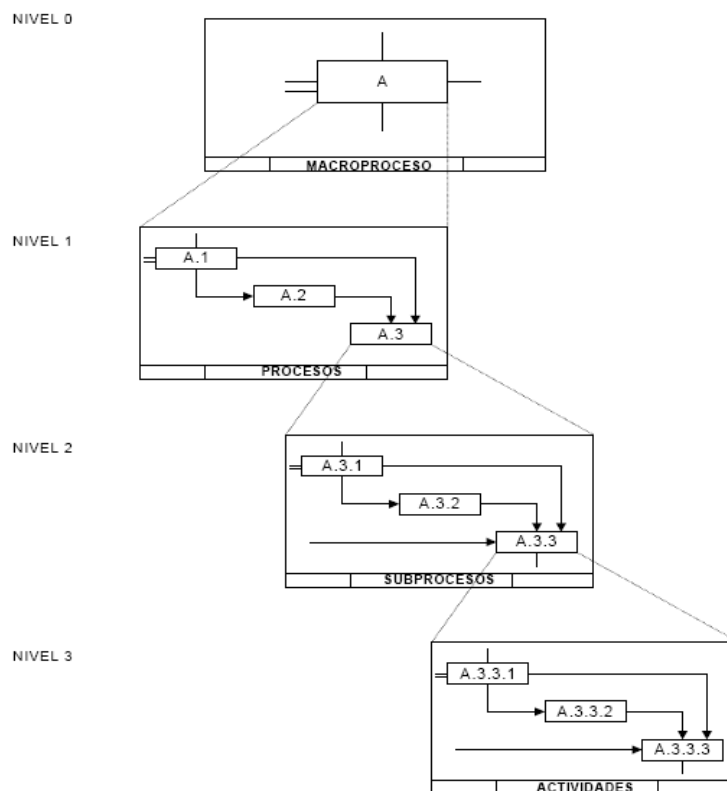 NIVEL 0
A
MACROPROCESO
NIVEL 1
A.1
A.2
A.3
PROCESOS
NIVEL 2
A.3.1
A.3.2
A.3.3
SUBPROCESOS
NIVEL 3
A.3.3.1
A.3.3.2
A.3.3.3
ACTIVIDADES